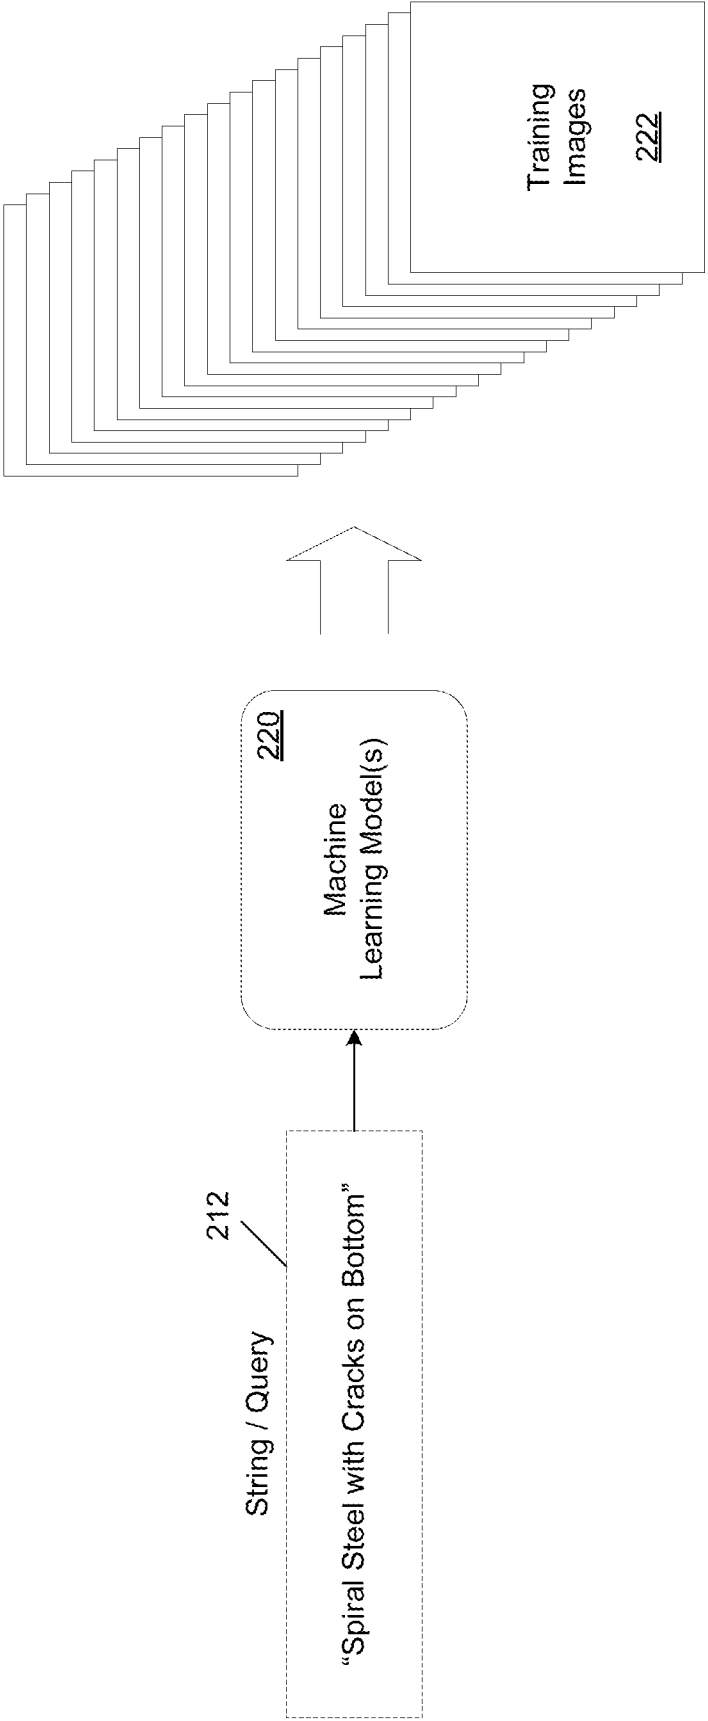 String / Query
212
“Spiral Steel with Cracks on Bottom”
220
Machine
Learning Model(s)
Training
Images
222